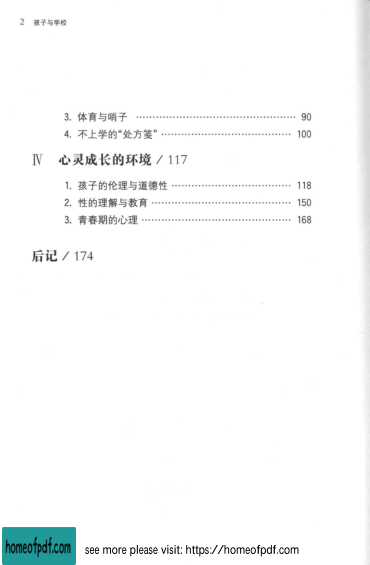 2 孩子与学校
3. 体育与哨子 …………………………………………… 90
4. 不上学的“处方笺” ………………………………… 100
Ⅳ 心灵成长的环境 / 117
1. 孩子的伦理与道德性 ……………………………… 118
2. 性的理解与教育 …………………………………… 150
3. 青春期的心理 ……………………………………… 168
后记 / 174
homeofpdf.com
see more please visit: https://homeofpdf.com